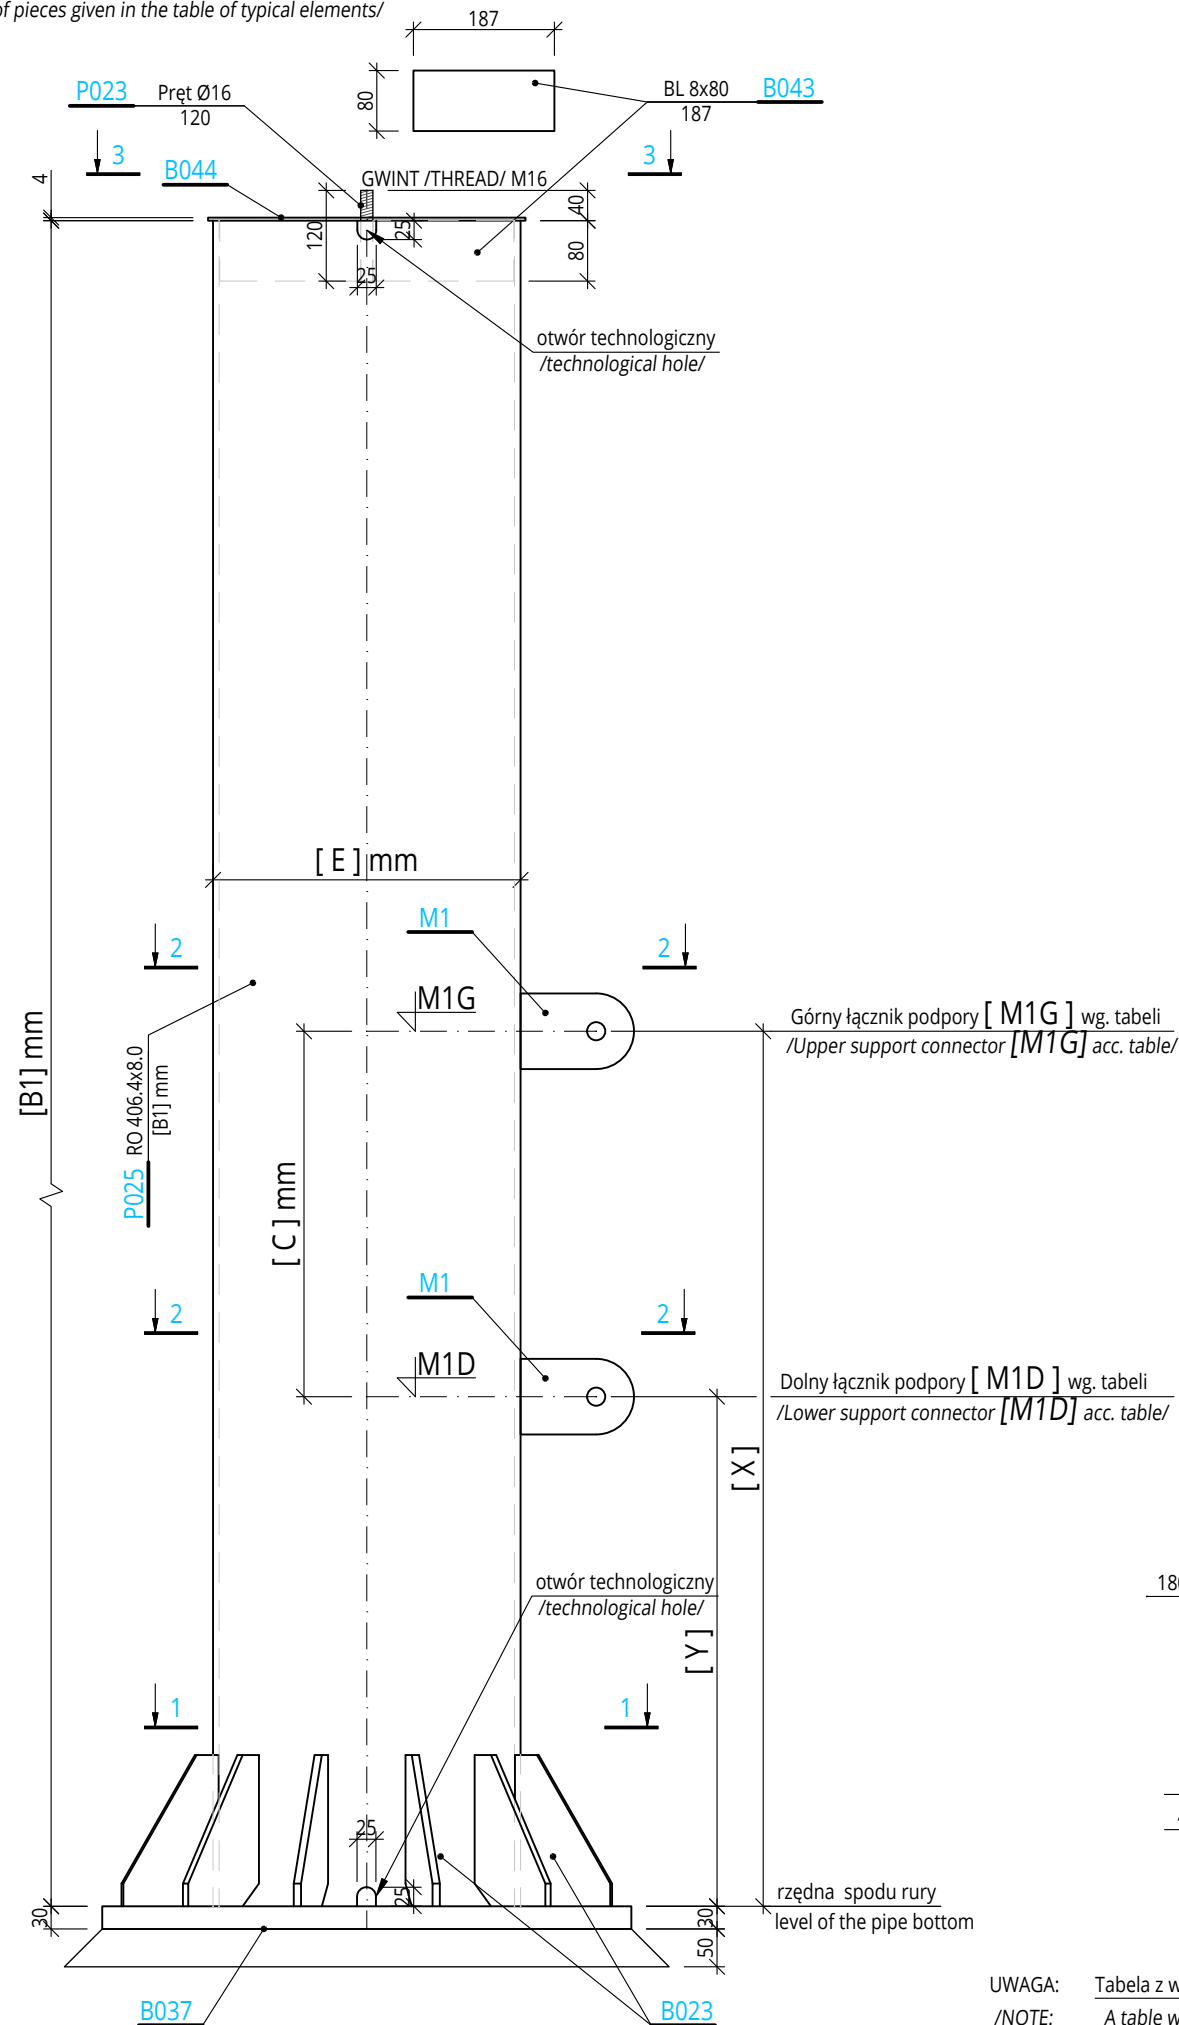 of pieces given in the table of typical elements/
187
80
P023 Pręt Ø16
120
BL 8x80 B043
187
3
3
B044
4
GWINT /THREAD/ M16
40
120
25
80
25
otwór technologiczny
/technological hole/
[ E ] mm
M1
2
2
M1G
Górny łącznik podpory [ M1G ] wg. tabeli
/Upper support connector [M1G] acc. table/
[B1] mm
P025 RO 406.4x8.0
[B1] mm
[ C ] mm
M1
2
2
M1D
Dolny łącznik podpory [ M1D ] wg. tabeli
/Lower support connector [M1D] acc. table/
[ X ]
otwór technologiczny
/technological hole/
[ Y ]
1
1
25
25
rzędna spodu rury
level of the pipe bottom
30
30
50
B037
B023
UWAGA: Tabela z w
/NOTE: A table w